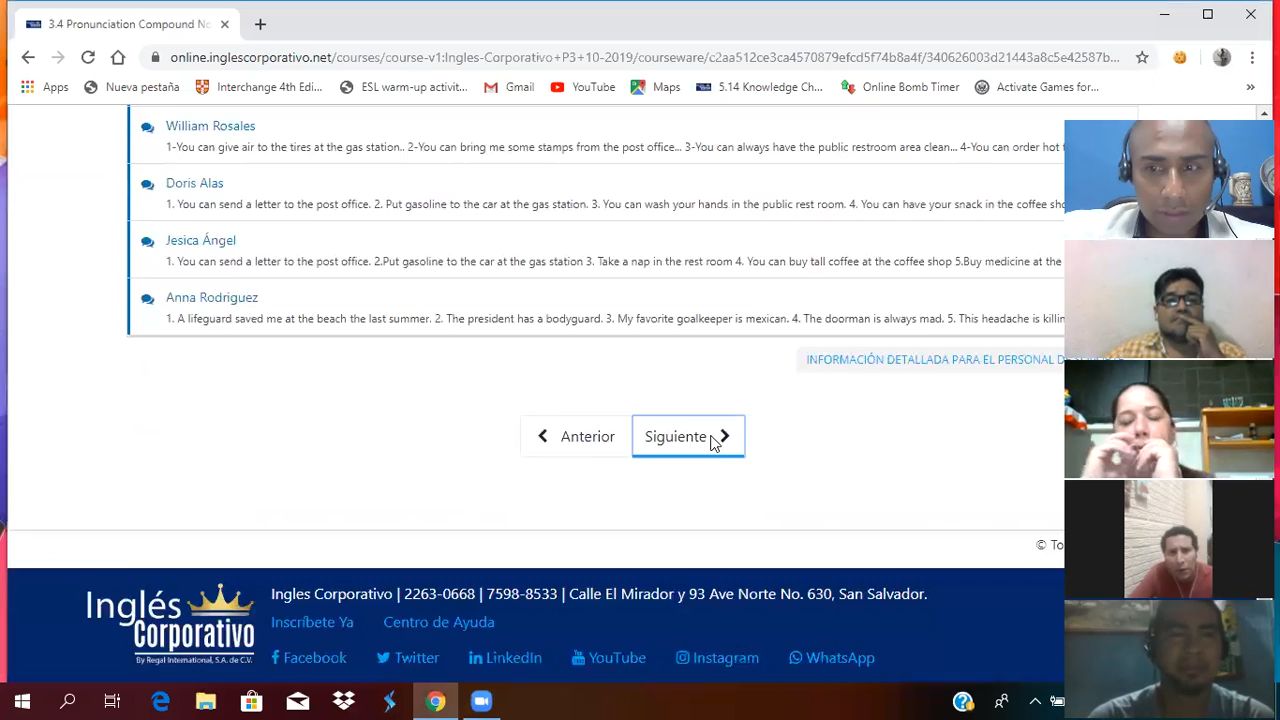 3.4 Pronunciation Compound No
online.inglescorporativo.net/courses/course-v1:Ingles_Corporativo+P3+10-2019/courseware/c2aa512ce3ca4570879efcd5f74b8a4f/340626003d21443a8c5e42587b...
Apps
Nueva pestaña
Interchange 4th Edi...
ESL warm-up activit...
Gmail
YouTube
Maps
5.14 Knowledge Ch...
Online Bomb Timer
Activate Games for...
»
William Rosales
1-You can give air to the tires at the gas station.. 2-You can bring me some stamps from the post office... 3-You can always have the public restroom area clean... 4-You can order hot
Doris Alas
1. You can send a letter to the post office. 2. Put gasoline to the car at the gas station. 3. You can wash your hands in the public rest room. 4. You can have your snack in the coffee sho
Jesica Ángel
1. You can send a letter to the post office. 2.Put gasoline to the car at the gas station 3. Take a nap in the rest room 4. You can buy tall coffee at the coffee shop 5.Buy medicine at the
Anna Rodriguez
1. A lifeguard saved me at the beach the last summer. 2. The president has a bodyguard. 3. My favorite goalkeeper is mexican. 4. The doorman is always mad. 5. This headache is killin
INFORMACIÓN DETALLADA PARA EL PERSONAL DE
Anterior
Siguiente
© To
Inglés Corporativo
By Regal International, S.A. de C.V.
Ingles Corporativo | 2263-0668 | 7598-8533 | Calle El Mirador y 93 Ave Norte No. 630, San Salvador.
Inscríbete Ya
Centro de Ayuda
Facebook
Twitter
LinkedIn
YouTube
Instagram
WhatsApp